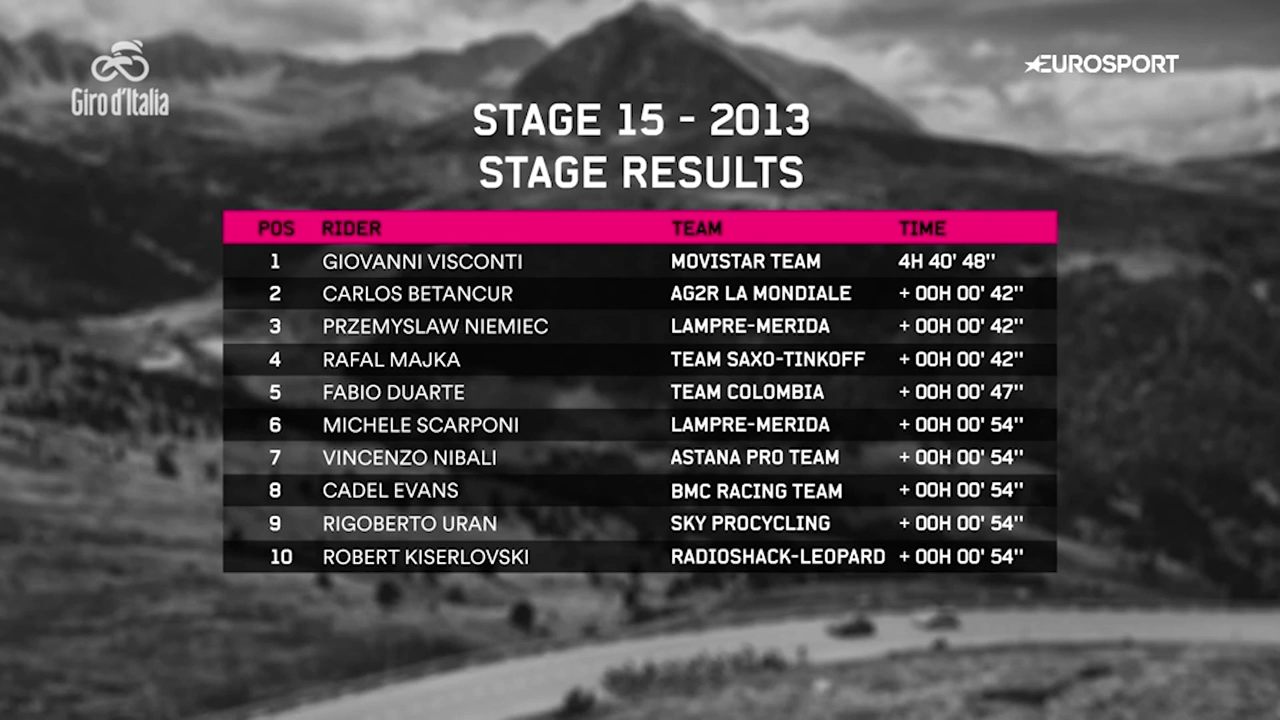 Giro d'Italia
EUROSPORT
STAGE 15 - 2013
STAGE RESULTS
POS RIDER TEAM TIME
1 GIOVANNI VISCONTI MOVISTAR TEAM 4H 40' 48''
2 CARLOS BETANCUR AG2R LA MONDIALE + 00H 00' 42''
3 PRZEMYSLAW NIEMIEC LAMPRE-MERIDA + 00H 00' 42''
4 RAFAL MAJKA TEAM SAXO-TINKOFF + 00H 00' 42''
5 FABIO DUARTE TEAM COLOMBIA + 00H 00' 47''
6 MICHELE SCARPONI LAMPRE-MERIDA + 00H 00' 54''
7 VINCENZO NIBALI ASTANA PRO TEAM + 00H 00' 54''
8 CADEL EVANS BMC RACING TEAM + 00H 00' 54''
9 RIGOBERTO URAN SKY PROCYCLING + 00H 00' 54''
10 ROBERT KISERLOVSKI RADIOSHACK-LEOPARD + 00H 00' 54''